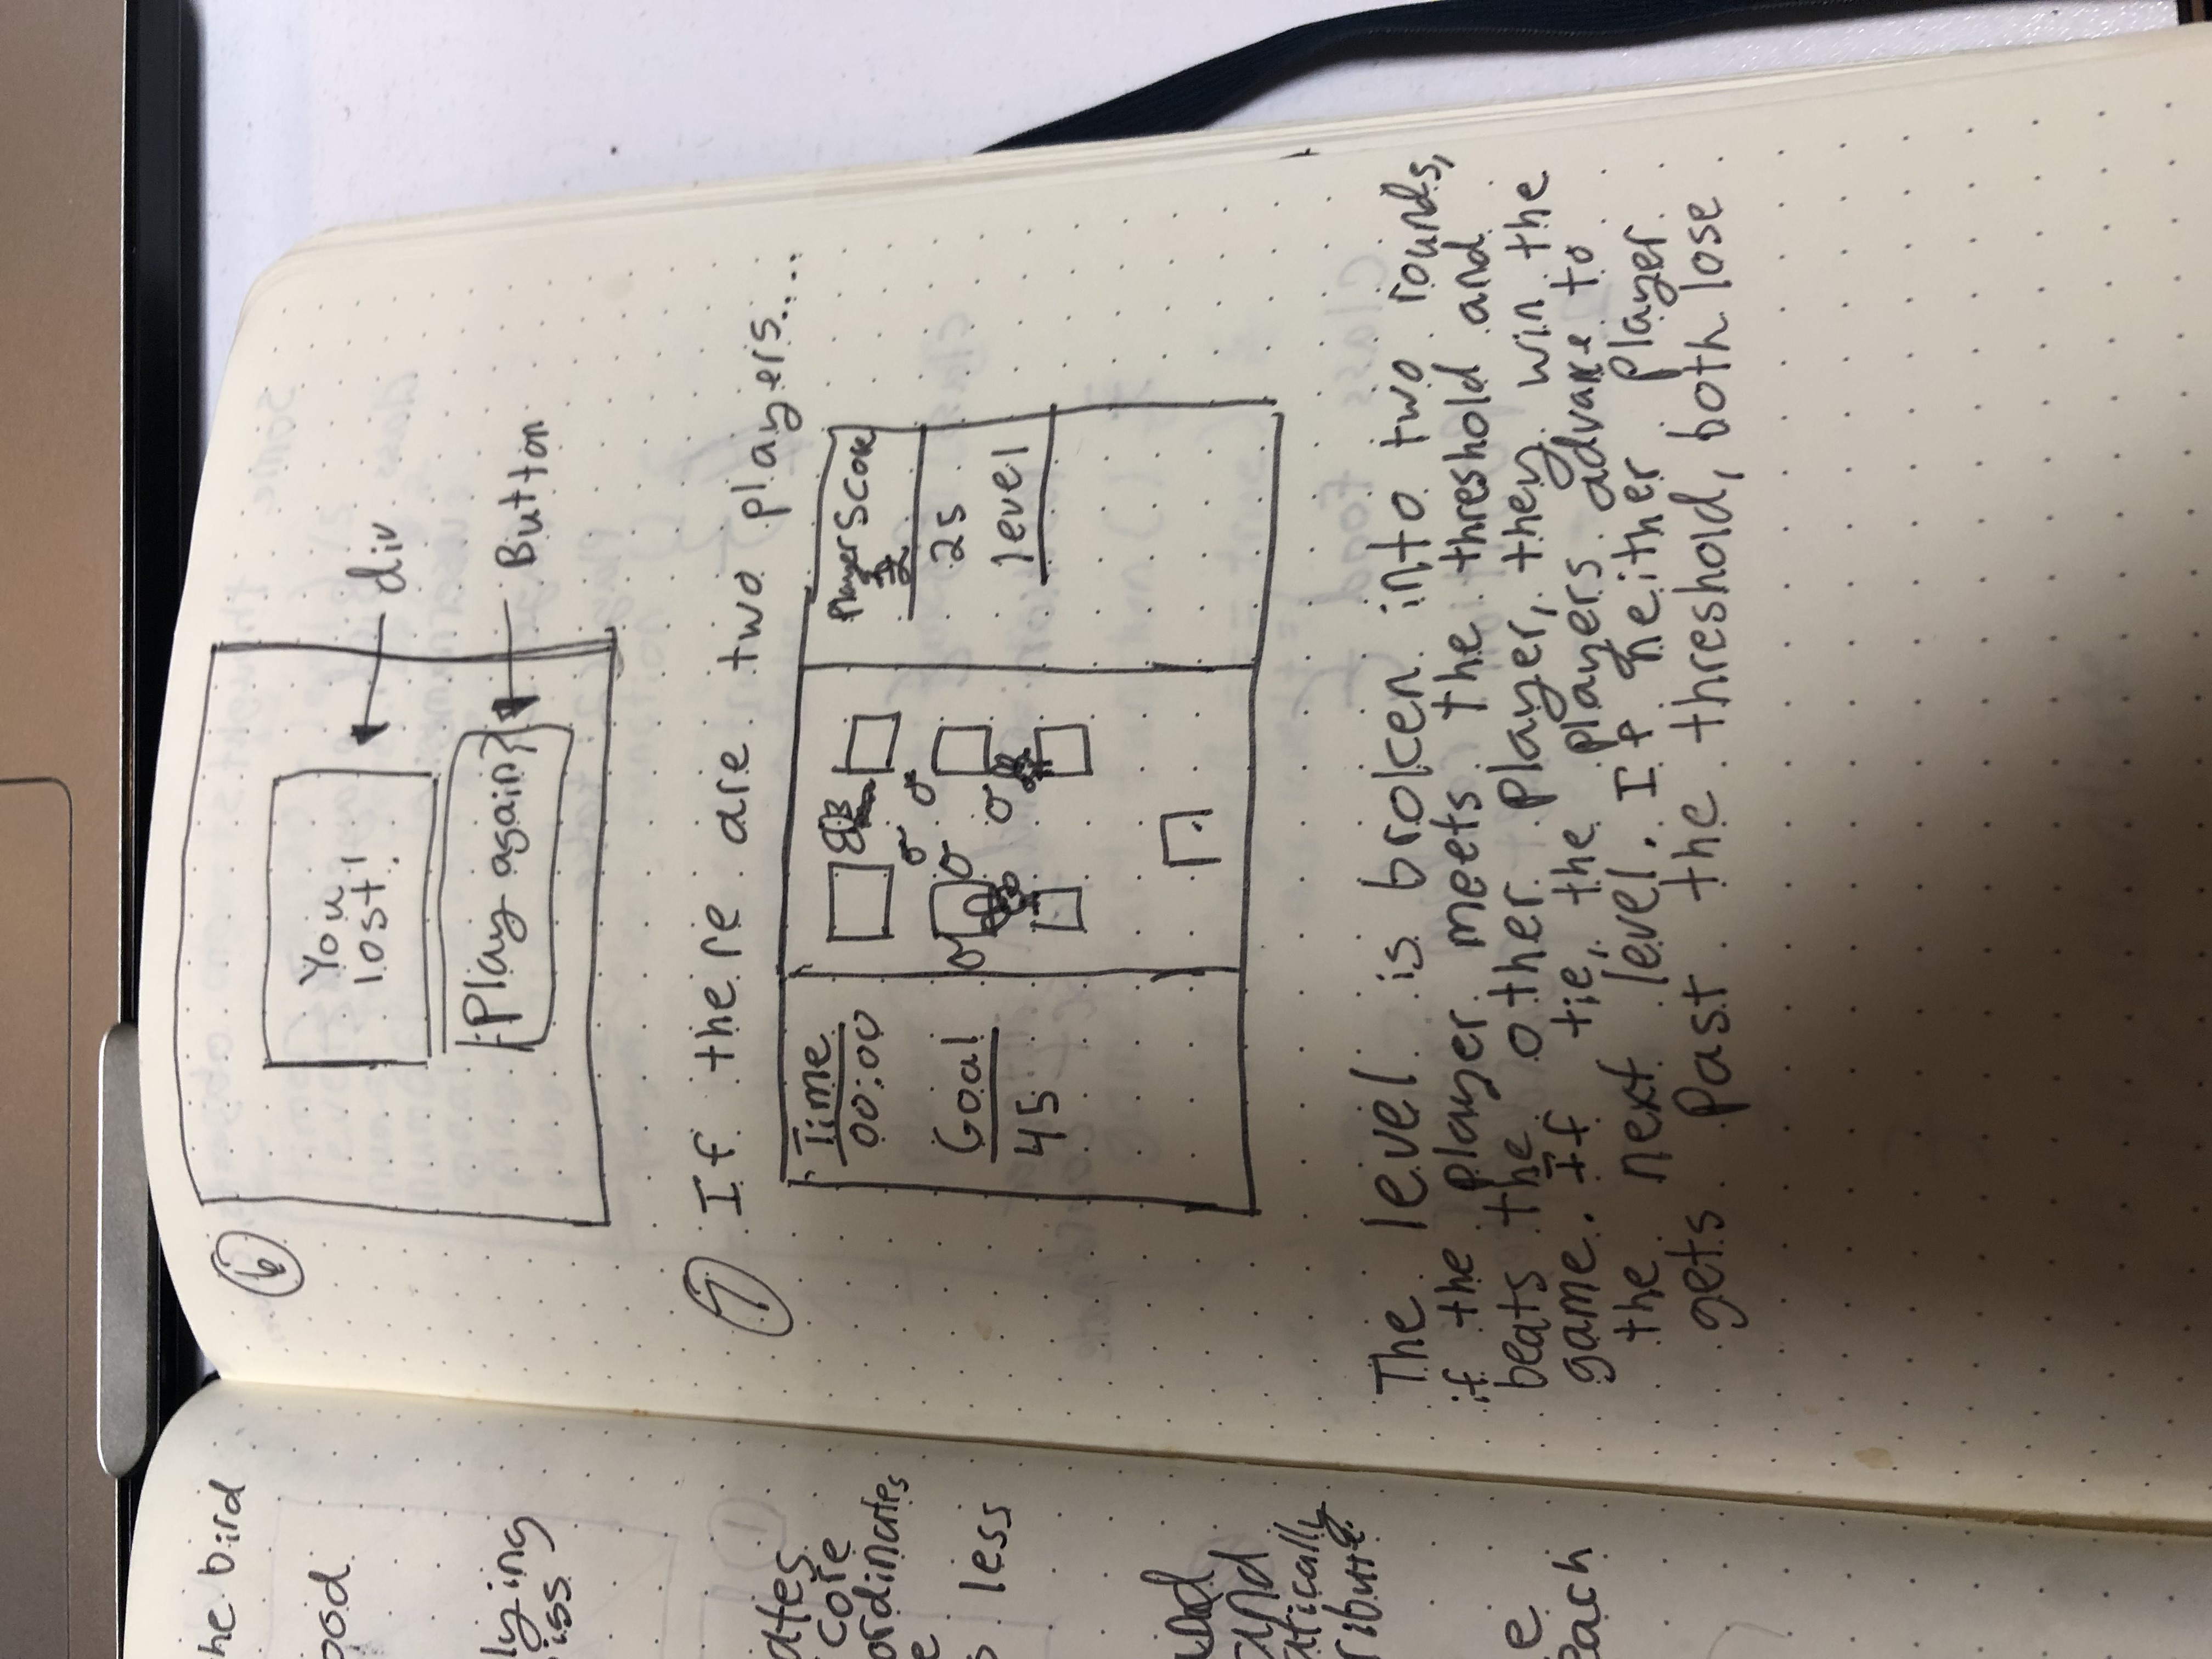 he bird
ood
lying
iss
ates
core
ordinates
e
s less
and
and
atically
ribute
e
each
6
You
lost!
div
Play again?
Button
7 If there are two players....
Time
00:00
Goal
45
Player Score
2
25
level
The level is broken into two rounds,
if the player meets the threshold and
beats the other player, they win the
game. If tie, the players advance to
the next level. If neither player
gets past the threshold, both lose